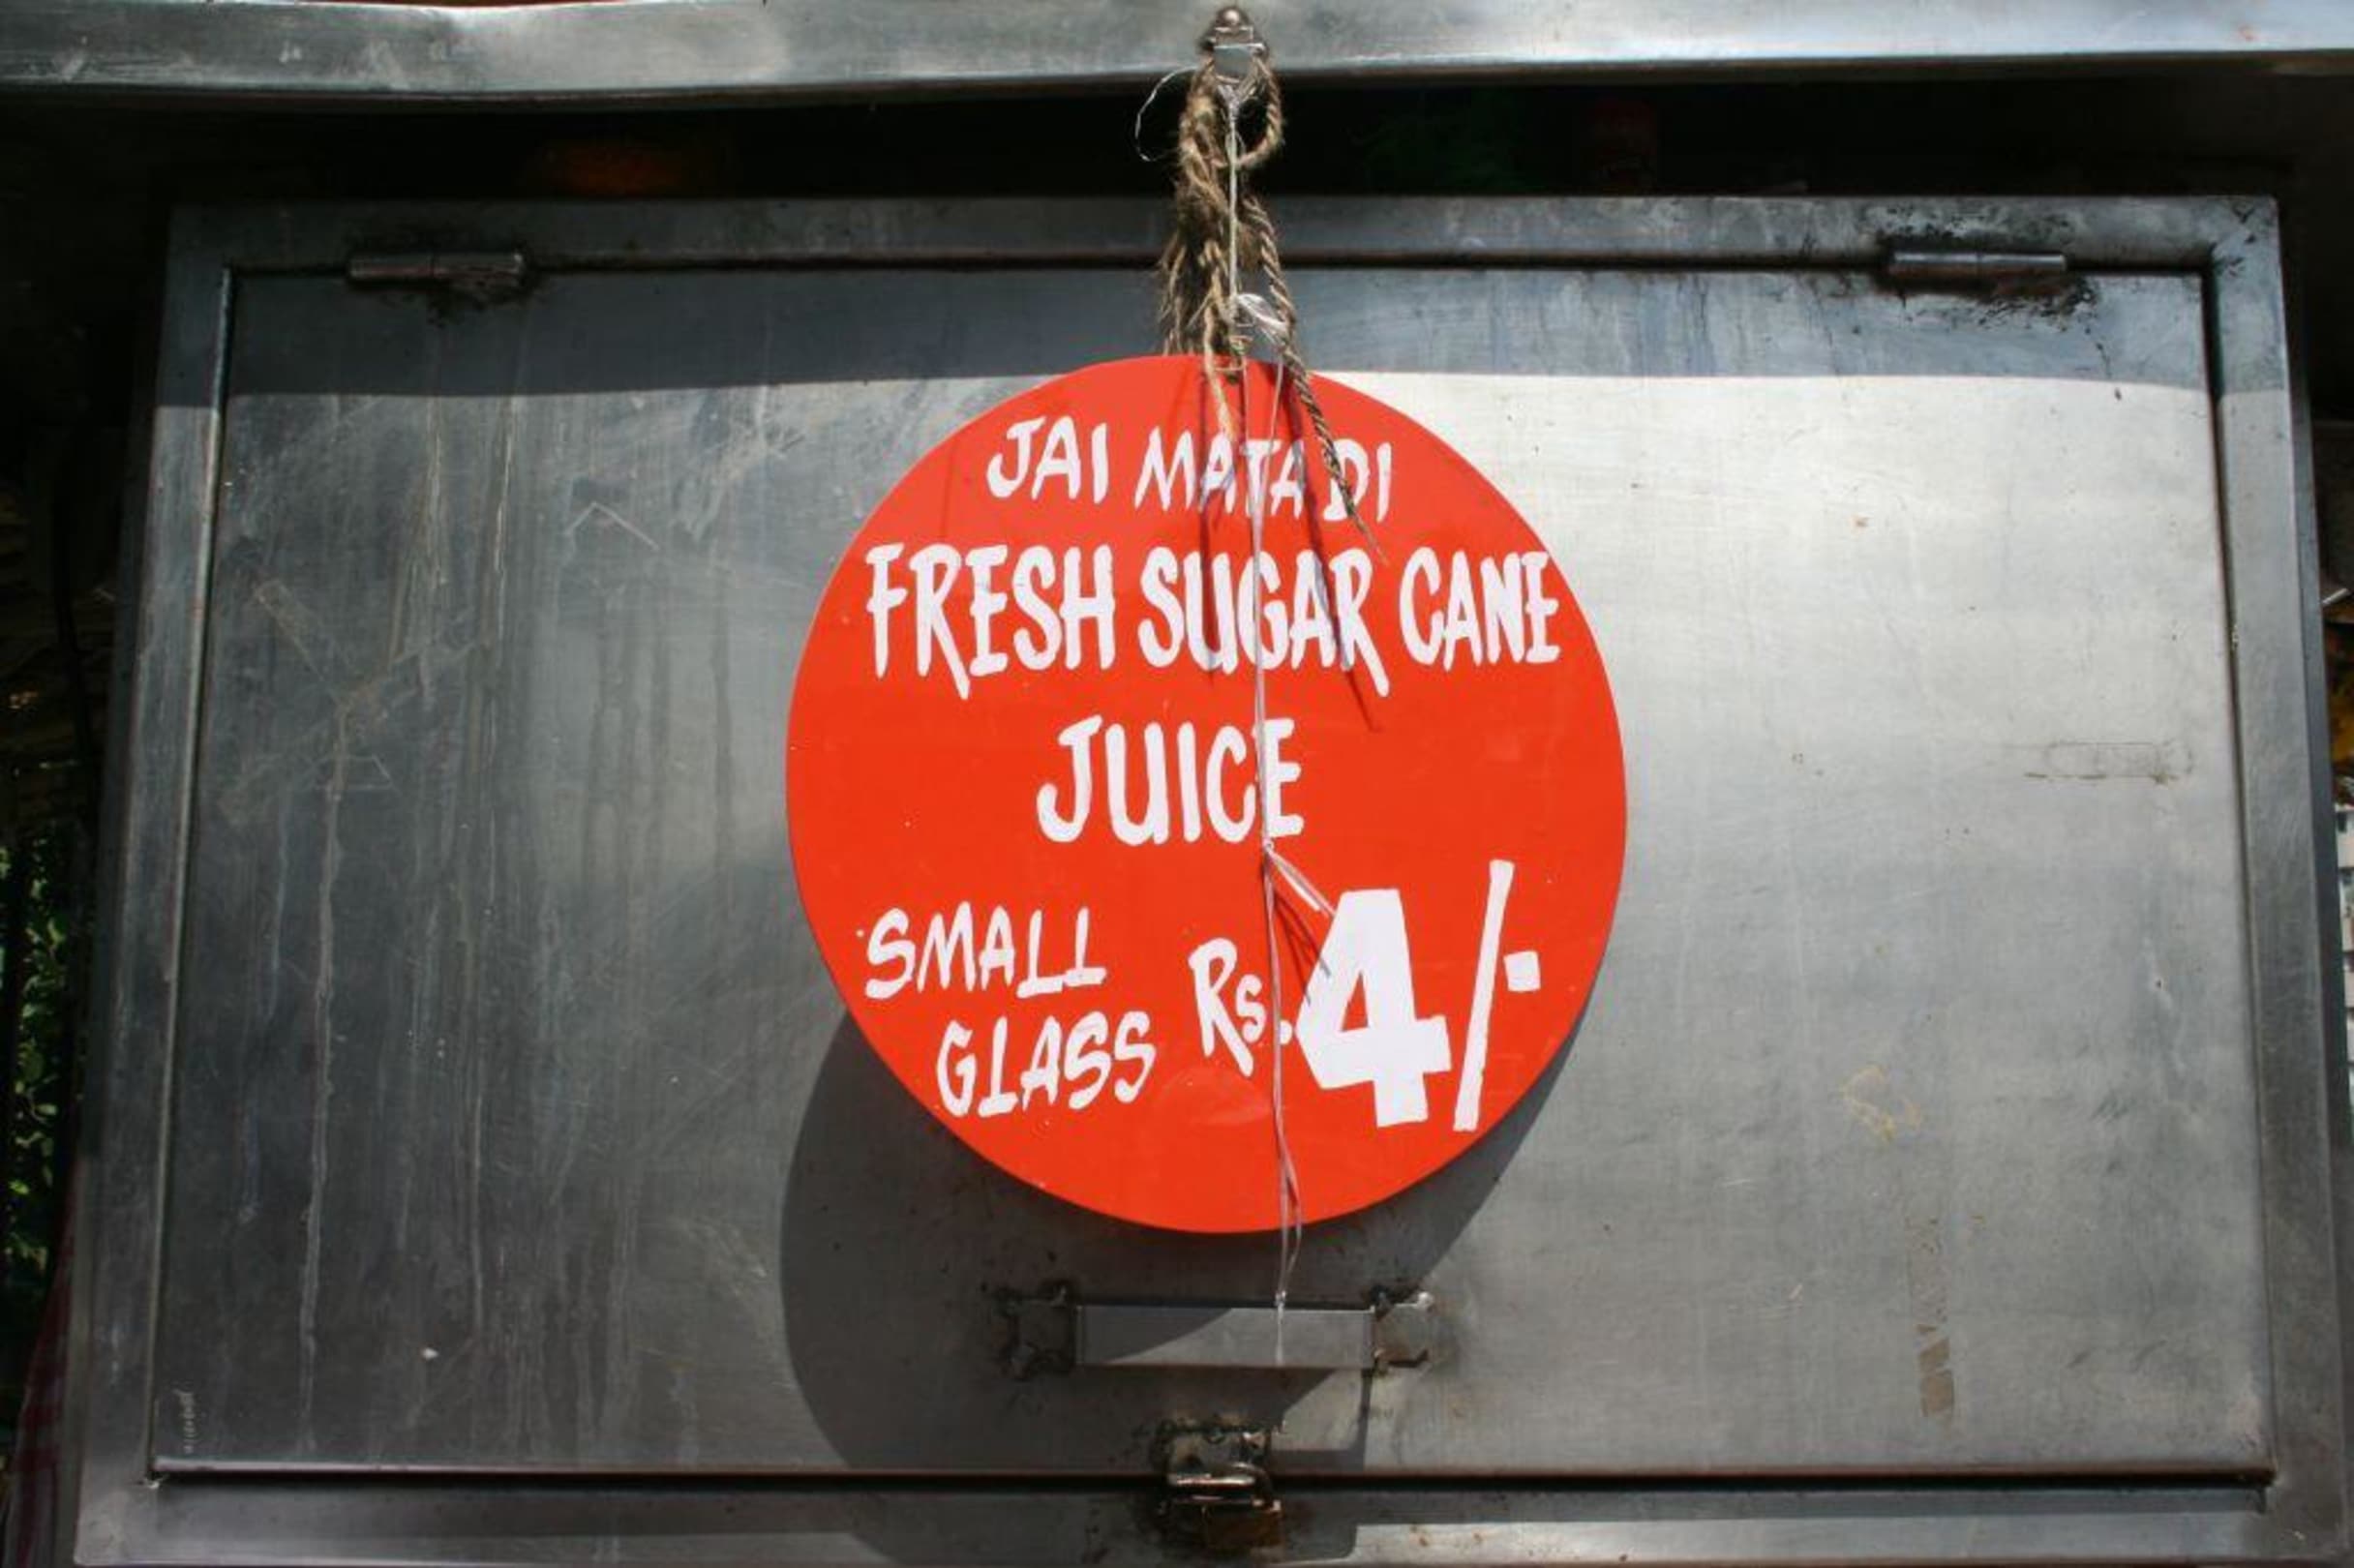 JAI MATA DI
FRESH SUGAR CANE
JUICE
SMALL
GLASS Rs. 4/-